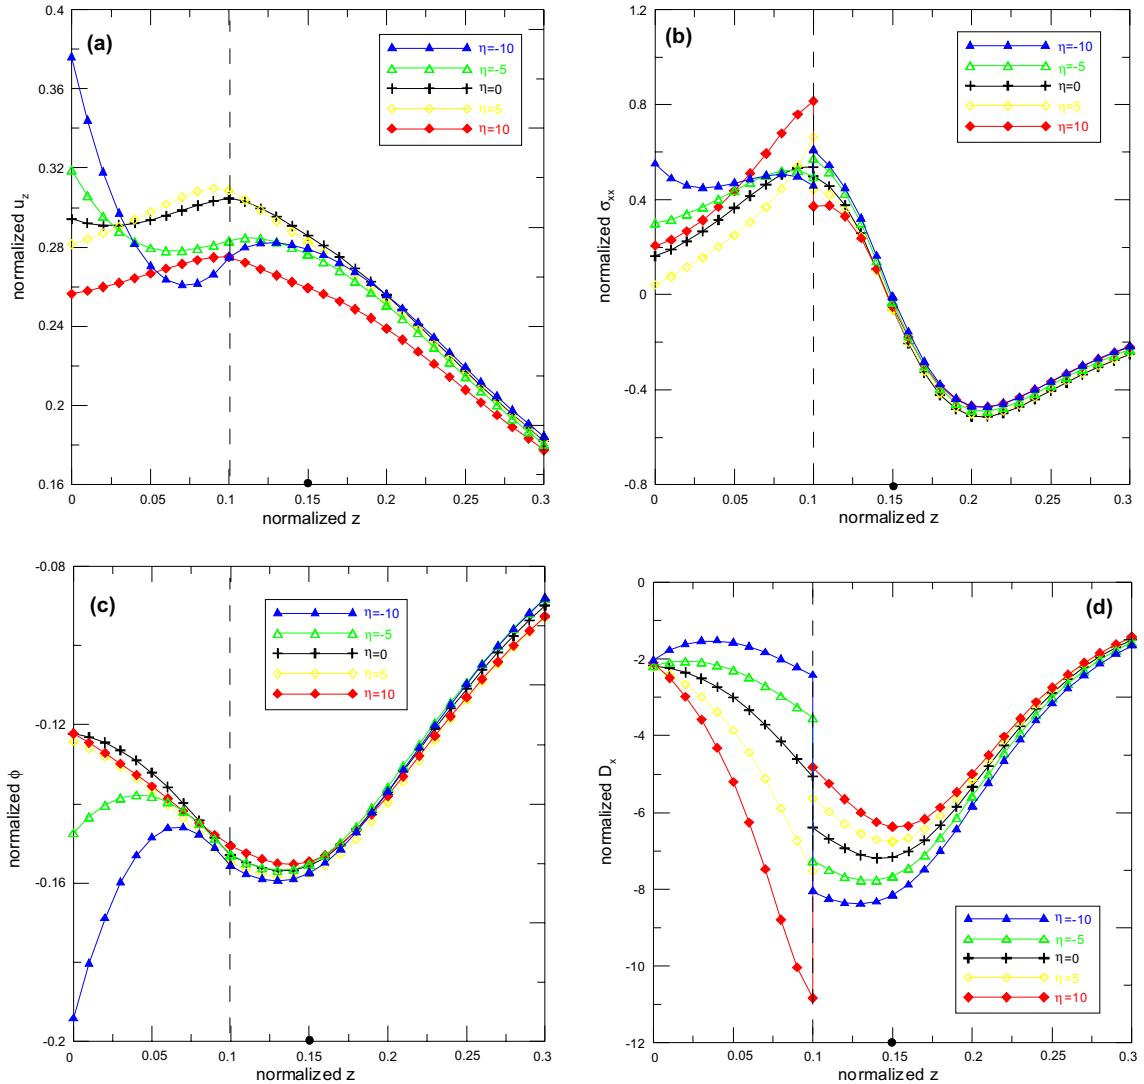 (a)
η=-10
η=-5
η=0
η=5
η=10
0.4
0.36
0.32
0.28
0.24
0.2
0.16
normalized u_z
0
0.05
0.1
0.15
0.2
0.25
0.3
normalized z
(b)
η=-10
η=-5
η=0
η=5
η=10
1.2
0.8
0.4
0
-0.4
-0.8
normalized σ_xx
0
0.05
0.1
0.15
0.2
0.25
0.3
normalized z
(c)
η=-10
η=-5
η=0
η=5
η=10
-0.08
-0.12
-0.16
-0.2
normalized ϕ
0
0.05
0.1
0.15
0.2
0.25
0.3
normalized z
(d)
η=-10
η=-5
η=0
η=5
η=10
0
-2
-4
-6
-8
-10
-12
normalized D_x
0
0.05
0.1
0.15
0.2
0.25
0.3
normalized z